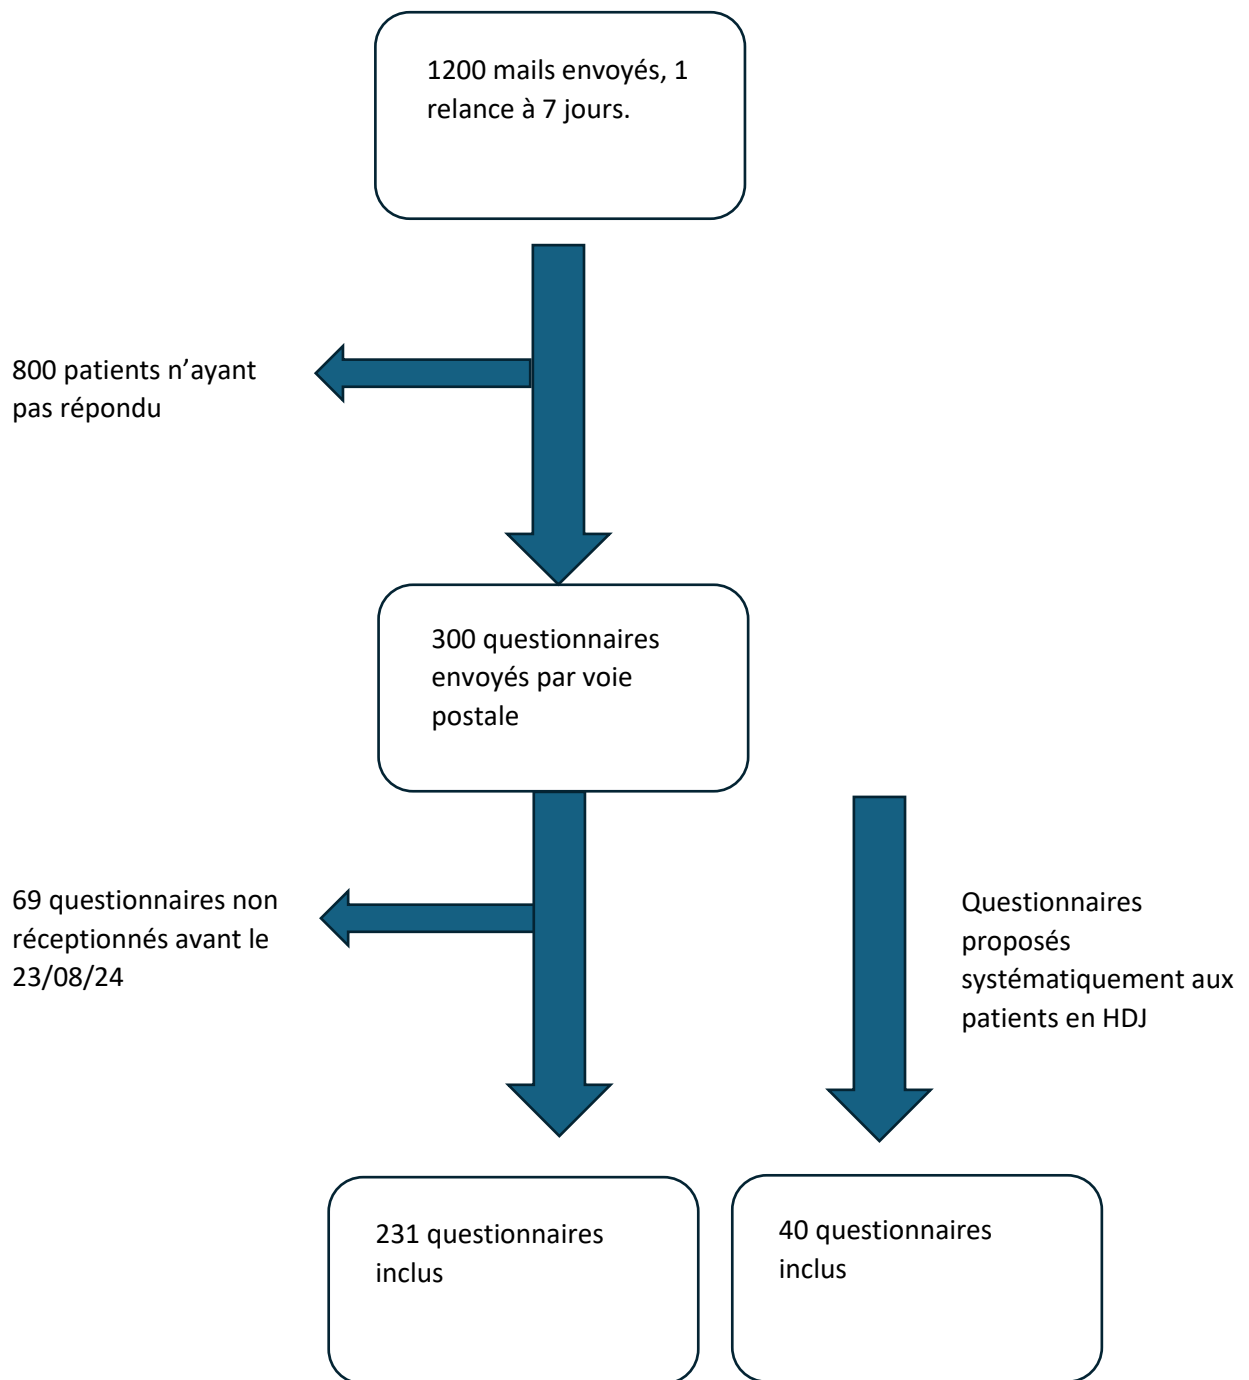 1200 mails envoyés, 1
relance à 7 jours.
800 patients n’ayant
pas répondu
300 questionnaires
envoyés par voie
postale
69 questionnaires non
réceptionnés avant le
23/08/24
Questionnaires
proposés
systématiquement aux
patients en HDJ
231 questionnaires
inclus
40 questionnaires
inclus